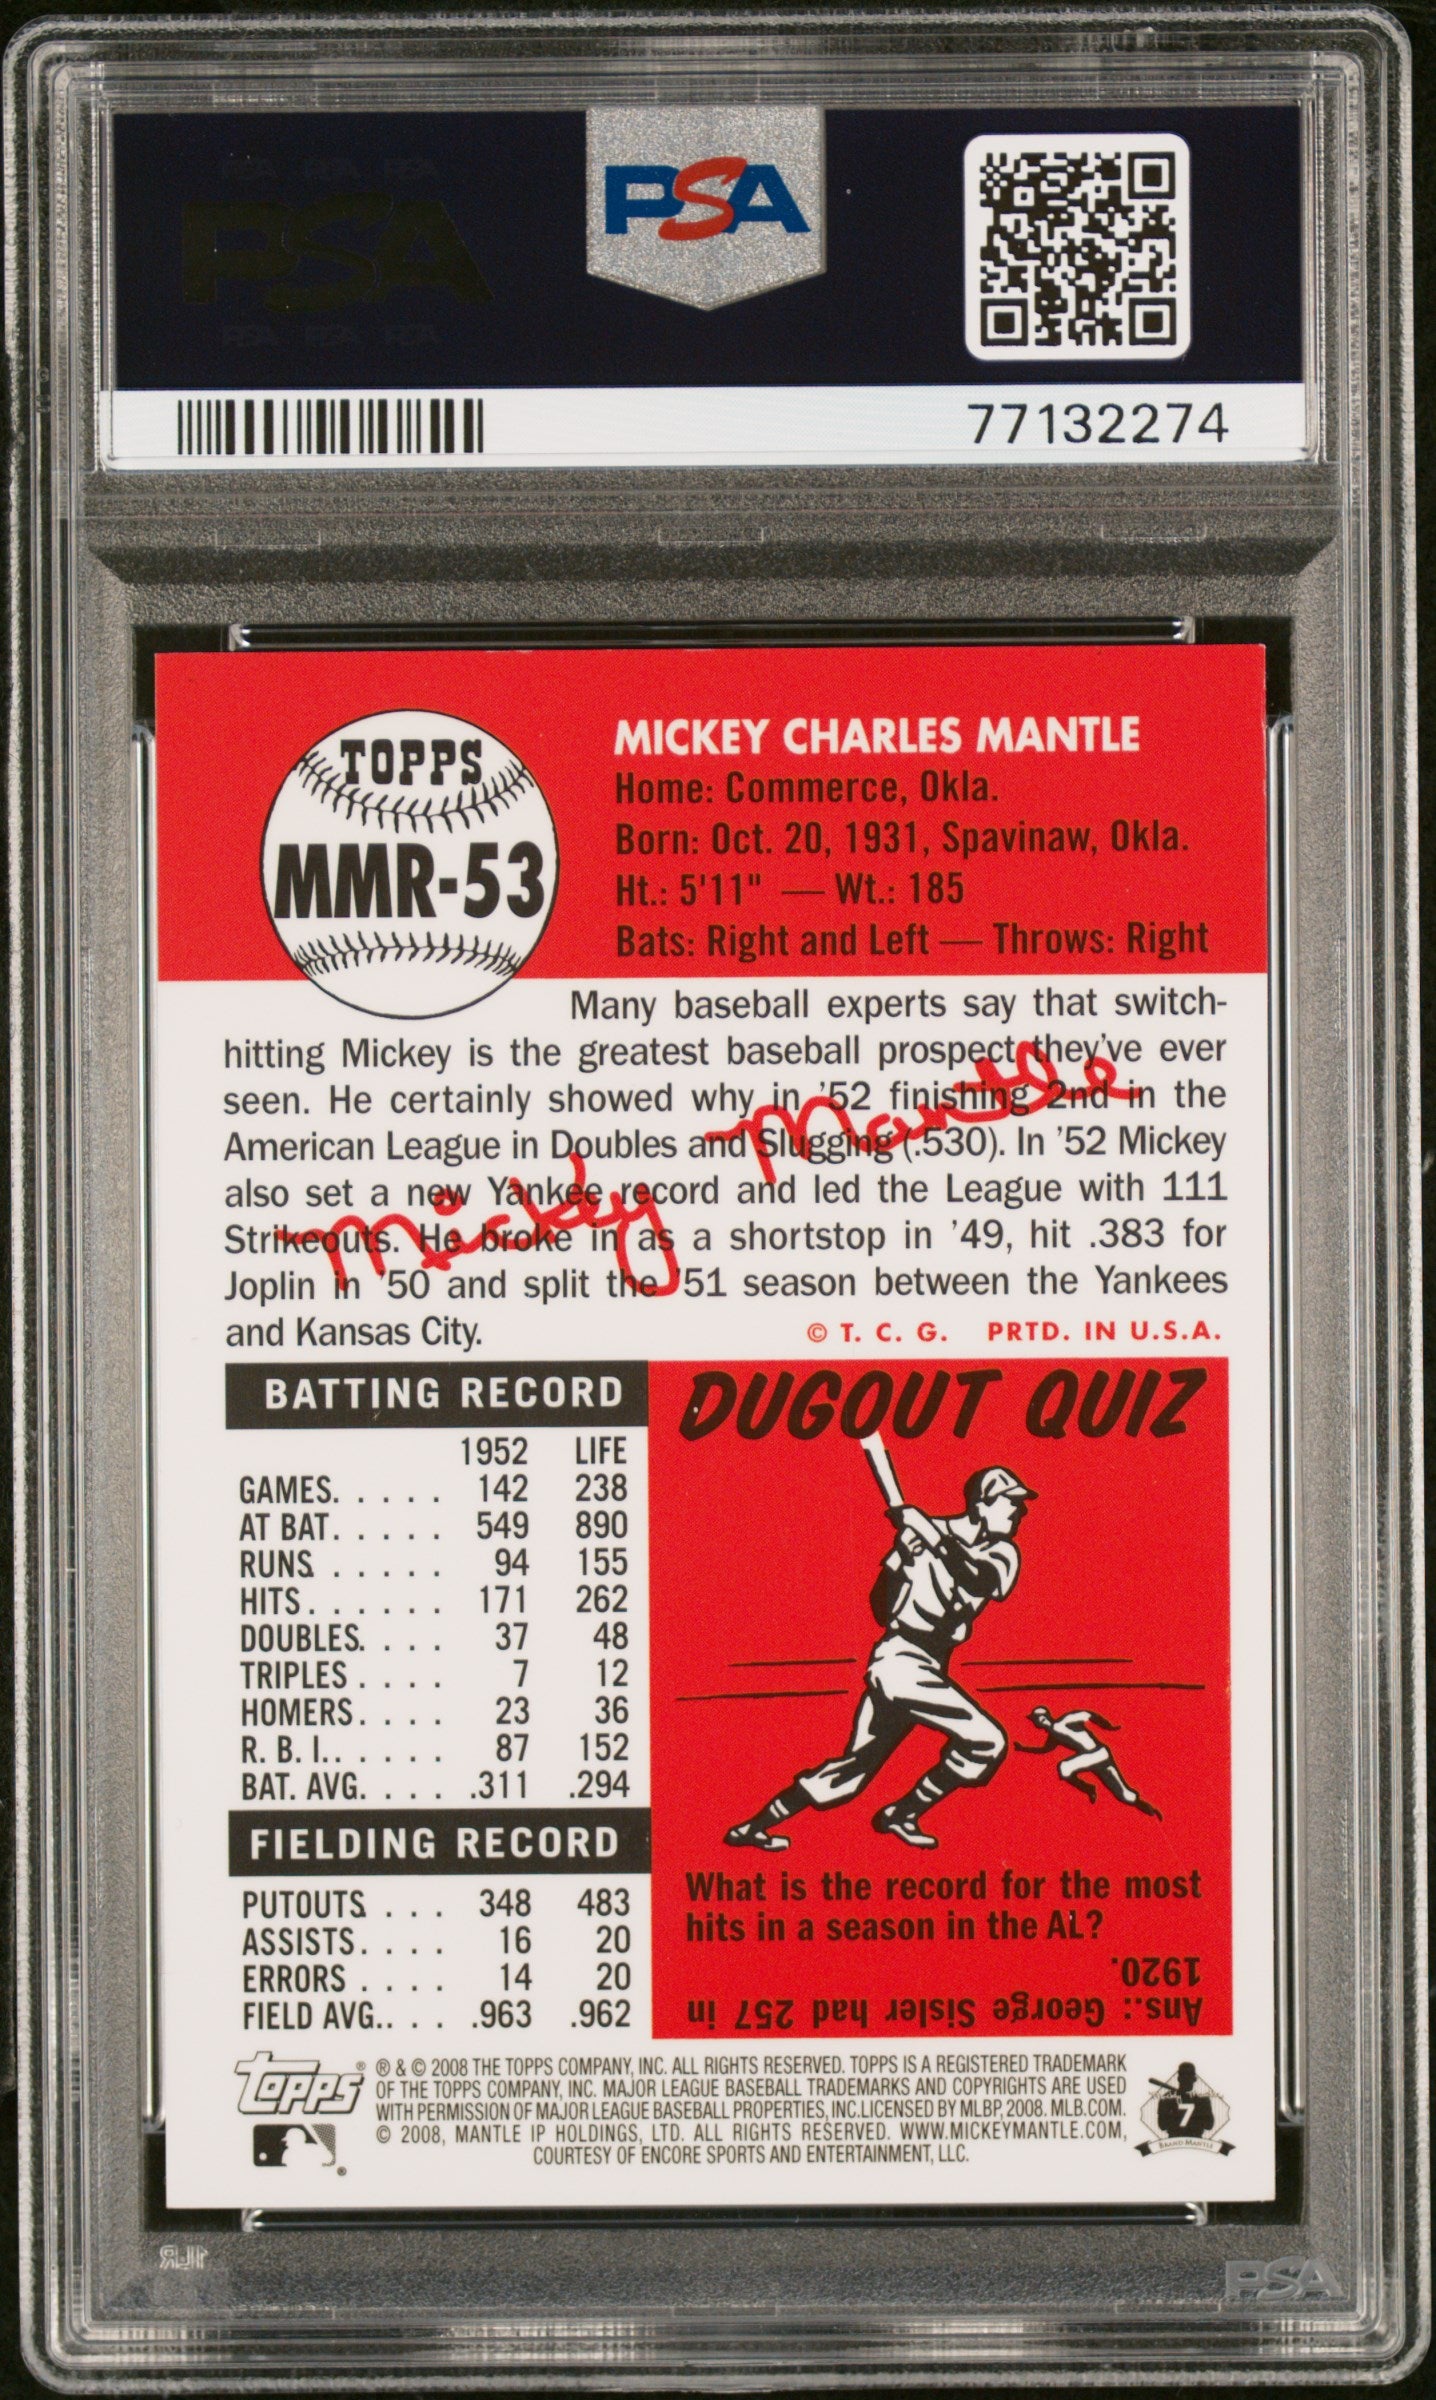 PSA PSA PSA
PSA
PSA PSA PSA
PSA
77132274
TOPPS
MMR-53
MICKEY CHARLES MANTLE
Home: Commerce, Okla.
Born: Oct. 20, 1931, Spavinaw, Okla.
Ht.: 5'11" — Wt.: 185
Bats: Right and Left — Throws: Right
Many baseball experts say that switch-
hitting Mickey is the greatest baseball prospect they've ever
seen. He certainly showed why in '52 finishing 2nd in the
American League in Doubles and Slugging (.530). In '52 Mickey
also set a new Yankee record and led the League with 111
Strikeouts. He broke in as a shortstop in '49, hit .383 for
Joplin in '50 and split the '51 season between the Yankees
and Kansas City.
Mickey Mantle
© T. C. G. PRTD. IN U.S.A.
BATTING RECORD
1952 LIFE
GAMES. . . . . 142 238
AT BAT. . . . . 549 890
RUNS . . . . . 94 155
HITS. . . . . . 171 262
DOUBLES. . . . 37 48
TRIPLES . . . . 7 12
HOMERS. . . . 23 36
R. B. I.. . . . . 87 152
BAT. AVG. . . . .311 .294
FIELDING RECORD
PUTOUTS . . . 348 483
ASSISTS. . . . 16 20
ERRORS . . . . 14 20
FIELD AVG.. . . .963 .962
DUGOUT QUIZ
What is the record for the most
hits in a season in the AL?
Ans.: George Sisler had 257 in
1920.
Topps®
® & © 2008 THE TOPPS COMPANY, INC. ALL RIGHTS RESERVED. TOPPS IS A REGISTERED TRADEMARK
OF THE TOPPS COMPANY, INC. MAJOR LEAGUE BASEBALL TRADEMARKS AND COPYRIGHTS ARE USED
WITH PERMISSION OF MAJOR LEAGUE BASEBALL PROPERTIES, INC.LICENSED BY MLBP, 2008. MLB.COM.
© 2008, MANTLE IP HOLDINGS, LTD. ALL RIGHTS RESERVED. WWW.MICKEYMANTLE.COM,
COURTESY OF ENCORE SPORTS AND ENTERTAINMENT, LLC.
7
BRAND MANTLE
PSA